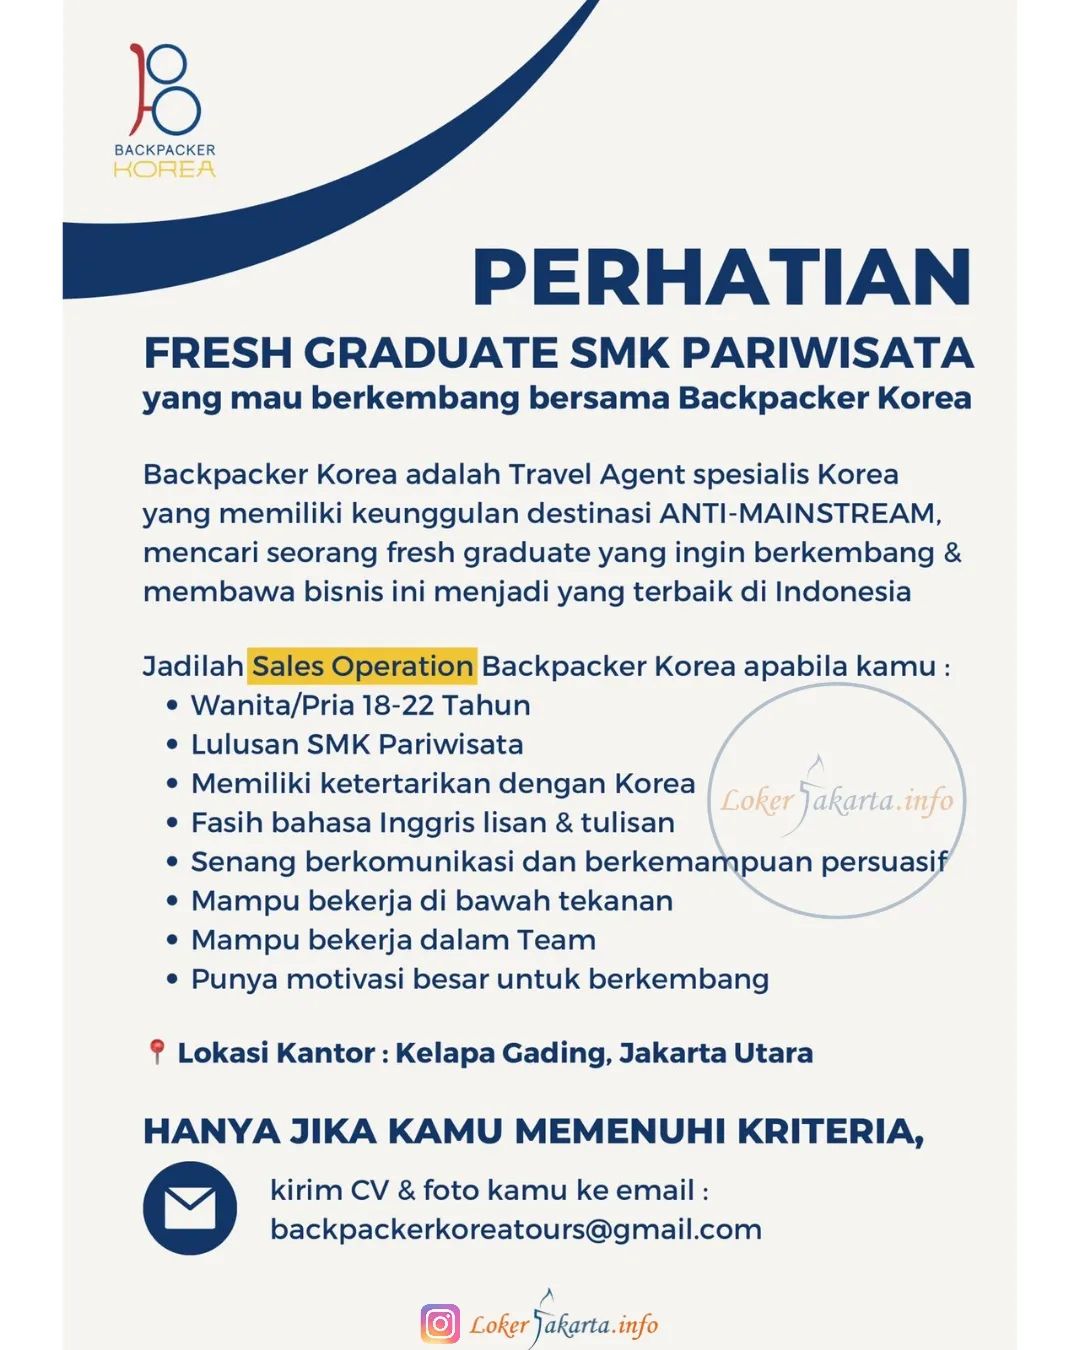 BACKPACKER
KOREA
PERHATIAN
FRESH GRADUATE SMK PARIWISATA
yang mau berkembang bersama Backpacker Korea
Backpacker Korea adalah Travel Agent spesialis Korea
yang memiliki keunggulan destinasi ANTI-MAINSTREAM,
mencari seorang fresh graduate yang ingin berkembang &
membawa bisnis ini menjadi yang terbaik di Indonesia
Jadilah Sales Operation Backpacker Korea apabila kamu :
• Wanita/Pria 18-22 Tahun
• Lulusan SMK Pariwisata
• Memiliki ketertarikan dengan Korea
• Fasih bahasa Inggris lisan & tulisan
• Senang berkomunikasi dan berkemampuan persuasif
• Mampu bekerja di bawah tekanan
• Mampu bekerja dalam Team
• Punya motivasi besar untuk berkembang
Loker Jakarta.info
📍 Lokasi Kantor : Kelapa Gading, Jakarta Utara
HANYA JIKA KAMU MEMENUHI KRITERIA,
kirim CV & foto kamu ke email :
backpackerkoreatours@gmail.com
Loker Jakarta.info